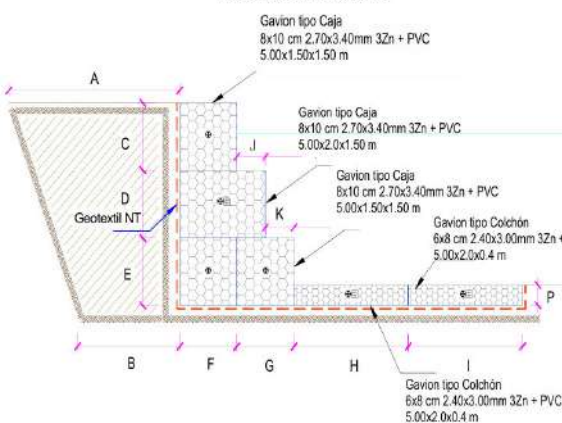 Gavion tipo Caja
8x10 cm 2.70x3.40mm 3Zn + PVC
5.00x1.50x1.50 m
A
Gavion tipo Caja
8x10 cm 2.70x3.40mm 3Zn + PVC
5.00x2.0x1.50 m
C
J
Gavion tipo Caja
8x10 cm 2.70x3.40mm 3Zn + PVC
5.00x1.50x1.50 m
D
K
Geotextil NT
Gavion tipo Colchón
6x8 cm 2.40x3.00mm 3Zn +
5.00x2.0x0.4 m
E
P
B
F
G
H
I
Gavion tipo Colchón
6x8 cm 2.40x3.00mm 3Zn + PVC
5.00x2.0x0.4 m